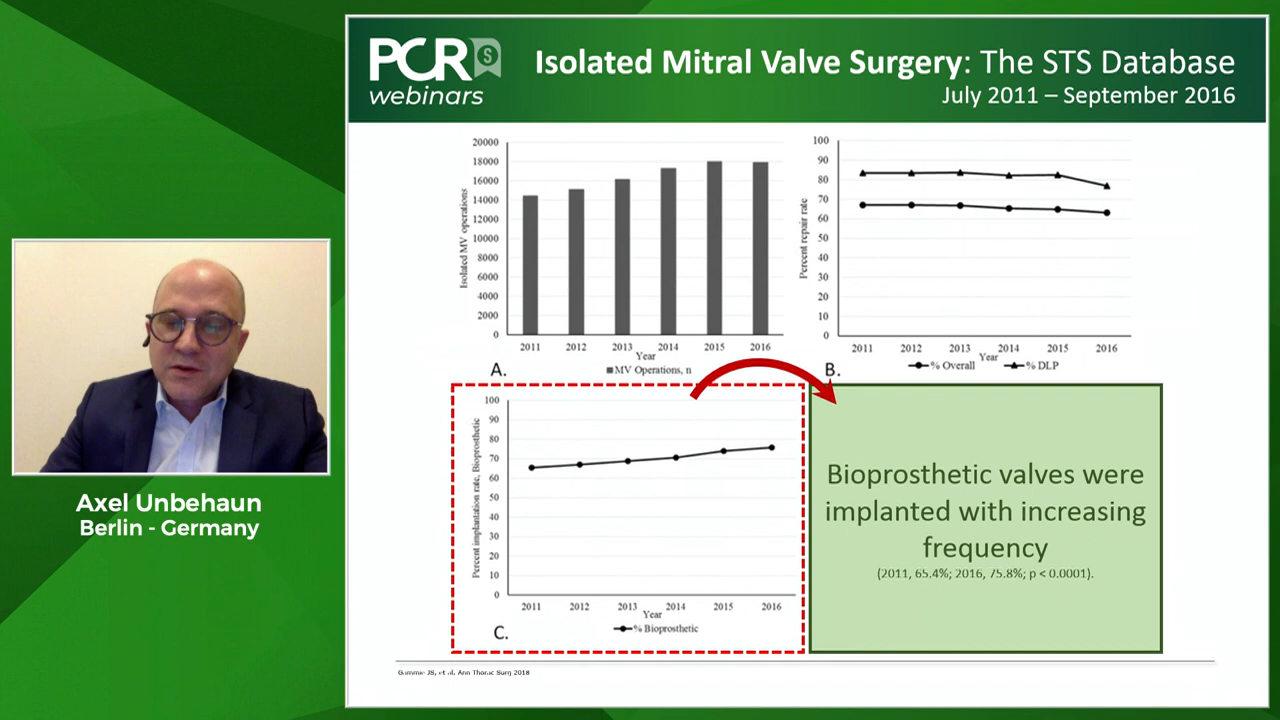 PCR
webinars
Isolated Mitral Valve Surgery: The STS Database
July 2011 – September 2016
Isolated MV operations
20000
18000
16000
14000
12000
10000
8000
6000
4000
2000
0
2011 2012 2013 2014 2015 2016
Year
MV Operations, n
A.
Percent repair rate
100
90
80
70
60
50
40
30
20
10
0
2011 2012 2013 2014 2015 2016
Year
% Overall % DLP
B.
Percent implantation rate, Bioprosthetic
100
90
80
70
60
50
40
30
20
10
0
2011 2012 2013 2014 2015 2016
Year
% Bioprosthetic
C.
Bioprosthetic valves were
implanted with increasing
frequency
(2011, 65.4%; 2016, 75.8%; p < 0.0001).
Gammie JS, et al. Ann Thorac Surg 2018
Axel Unbehaun
Berlin - Germany